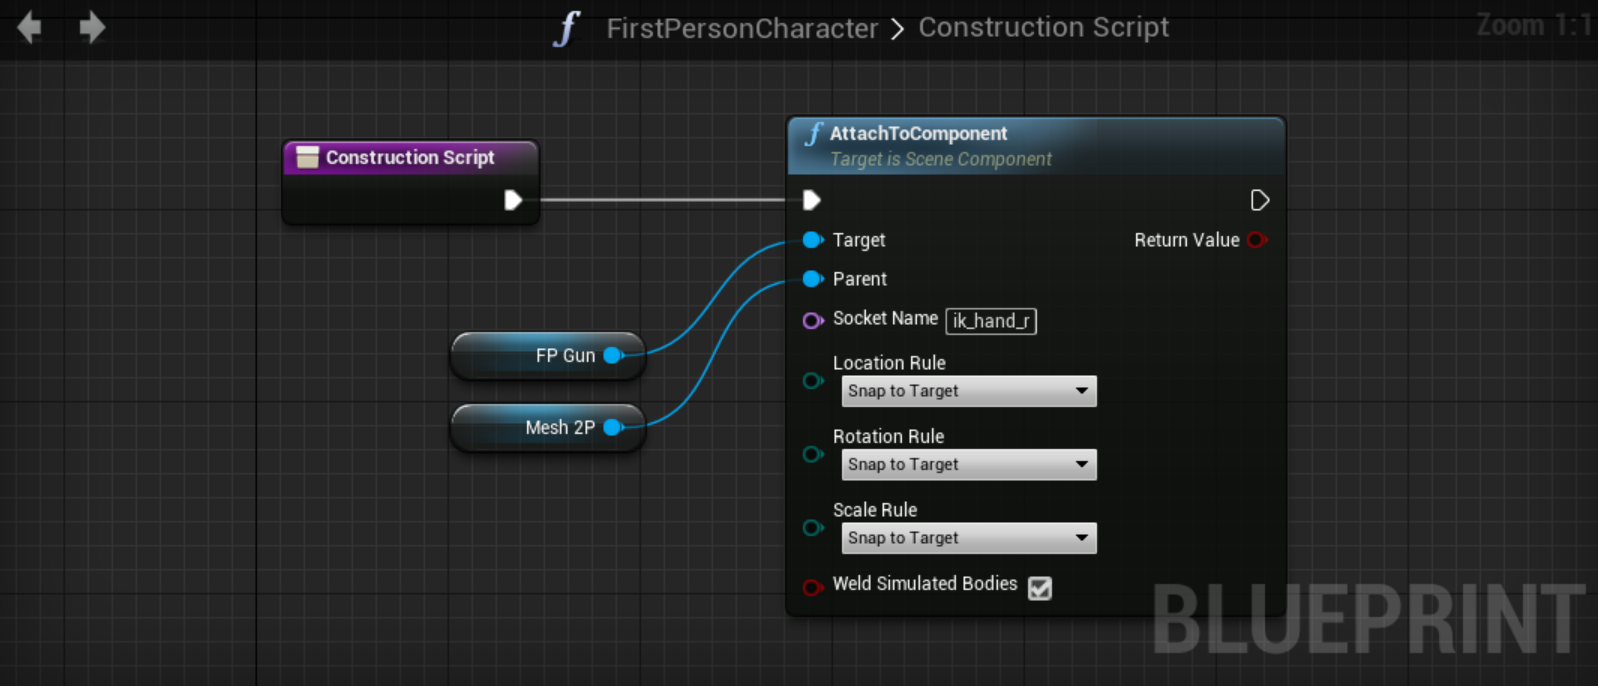 FirstPersonCharacter > Construction Script
Zoom 1:1
Construction Script
AttachToComponent
Target is Scene Component
Target
Return Value
Parent
Socket Name ik_hand_r
Location Rule
Snap to Target
Rotation Rule
Snap to Target
Scale Rule
Snap to Target
Weld Simulated Bodies
FP Gun
Mesh 2P
BLUEPRINT